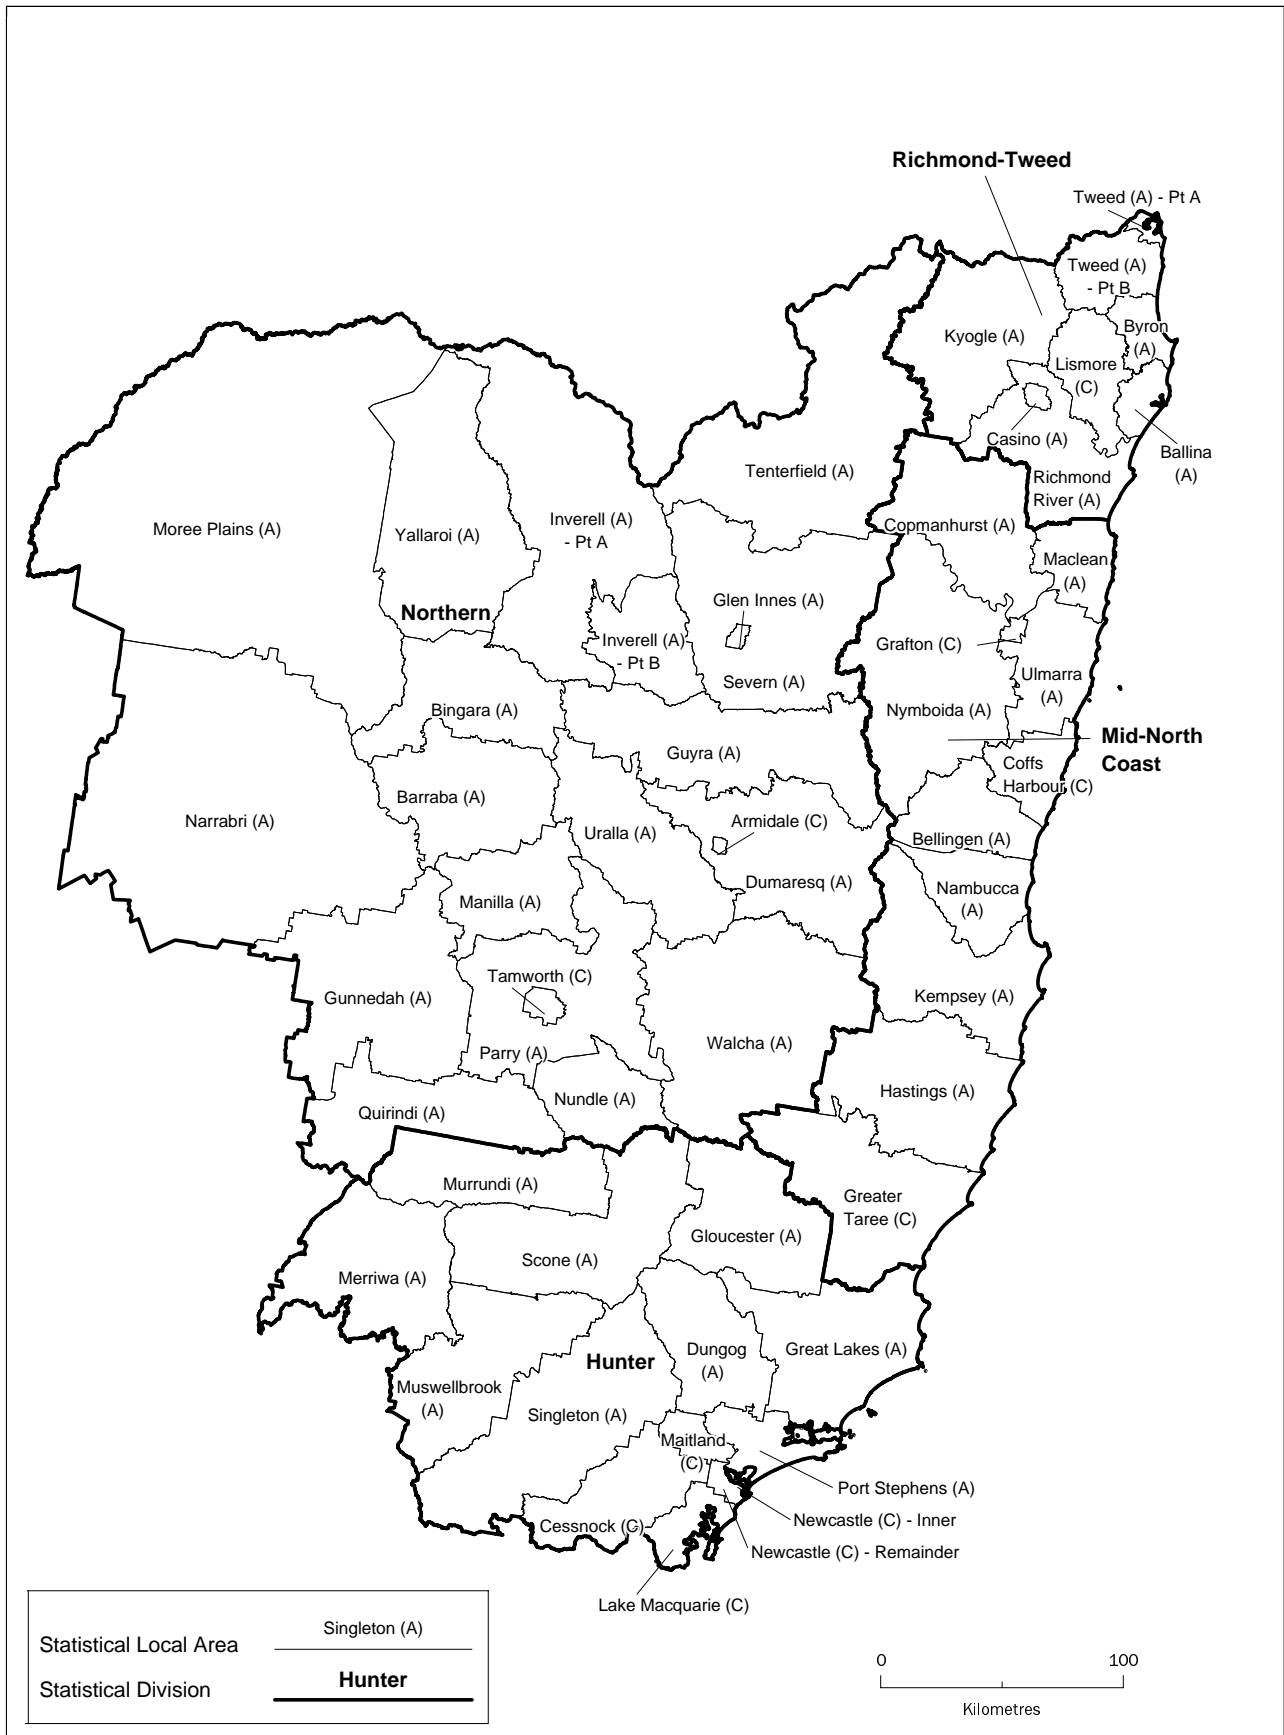 Richmond-Tweed
Tweed (A) - Pt A
Tweed (A)
- Pt B
Byron
(A)
Kyogle (A)
Lismore
(C)
Casino (A)
Ballina
(A)
Richmond
River (A)
Tenterfield (A)
Moree Plains (A)
Yallaroi (A)
Inverell (A)
- Pt A
Copmanhurst (A)
Maclean
(A)
Glen Innes (A)
Northern
Inverell (A)
- Pt B
Grafton (C)
Severn (A)
Ulmarra
(A)
Bingara (A)
Nymboida (A)
Guyra (A)
Mid-North
Coast
Coffs
Harbour (C)
Barraba (A)
Narrabri (A)
Uralla (A)
Armidale (C)
Bellingen (A)
Dumaresq (A)
Nambucca
(A)
Manilla (A)
Tamworth (C)
Gunnedah (A)
Kempsey (A)
Parry (A)
Walcha (A)
Hastings (A)
Nundle (A)
Quirindi (A)
Murrundi (A)
Greater
Taree (C)
Gloucester (A)
Scone (A)
Merriwa (A)
Hunter
Dungog
(A)
Great Lakes (A)
Muswellbrook
(A)
Singleton (A)
Maitland
(C)
Port Stephens (A)
Newcastle (C) - Inner
Cessnock (C)
Newcastle (C) - Remainder
Lake Macquarie (C)
Statistical Local Area
Singleton (A)
Statistical Division
Hunter
0 100
Kilometres